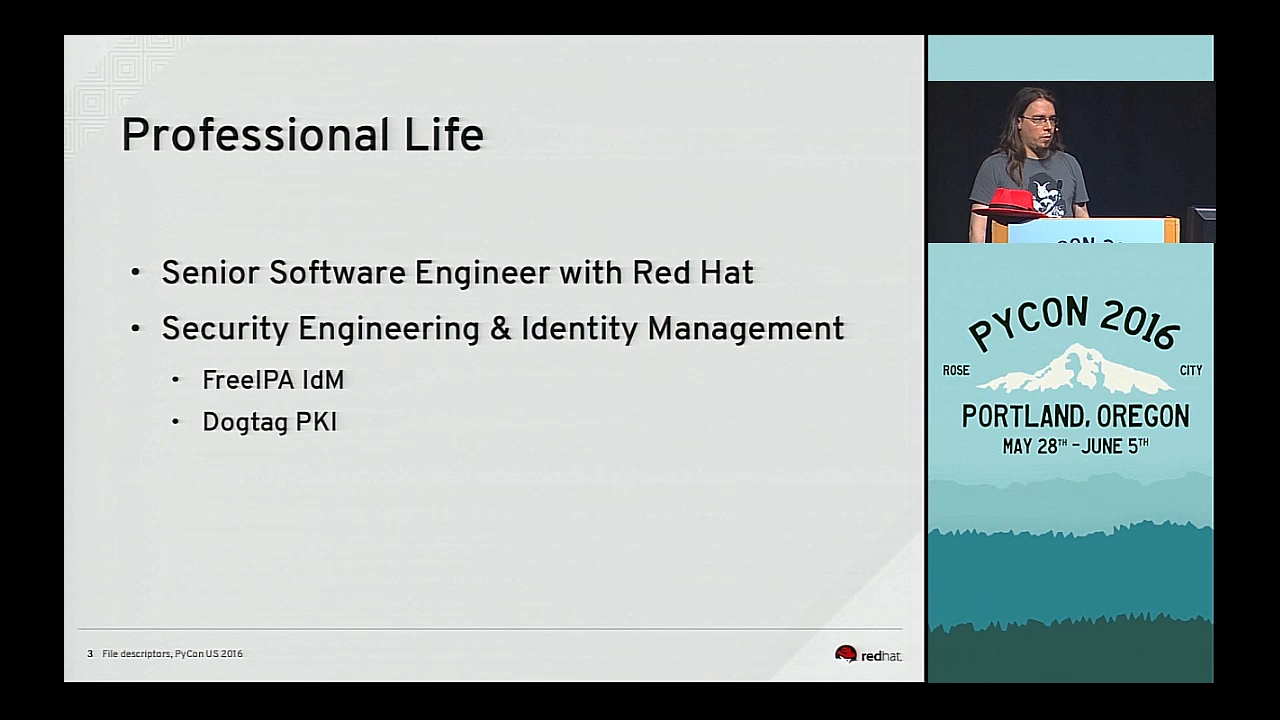 Professional Life
• Senior Software Engineer with Red Hat
• Security Engineering & Identity Management
• FreeIPA IdM
• Dogtag PKI
3 File descriptors, PyCon US 2016
redhat.
PYCON 2016
ROSE CITY
PORTLAND, OREGON
MAY 28TH - JUNE 5TH